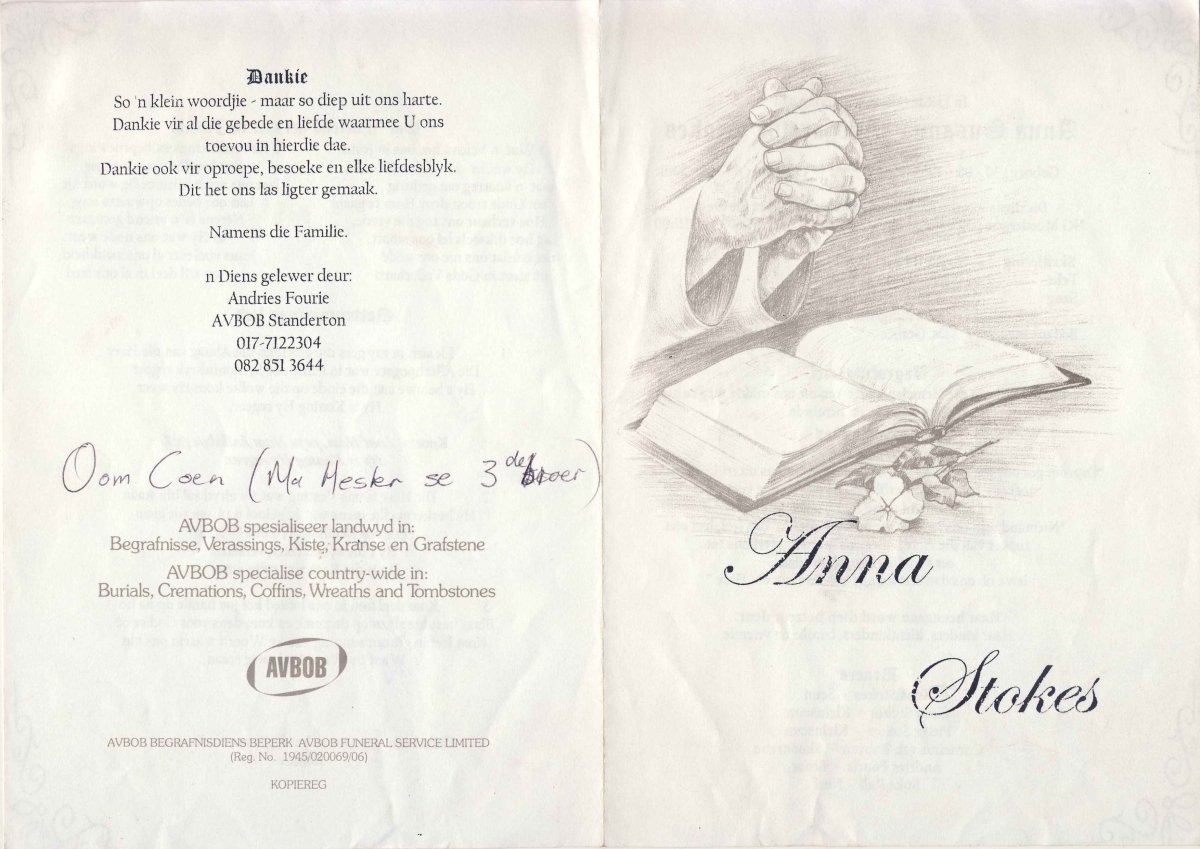 Dankie
So 'n klein woordjie - maar so diep uit ons harte.
Dankie vir al die gebede en liefde waarmee U ons
toevou in hierdie dae.
Dankie ook vir oproepe, besoeke en elke liefdesblyk.
Dit het ons las ligter gemaak.
Namens die Familie.
n Diens gelewer deur:
Andries Fourie
AVBOB Standerton
017-7122304
082 851 3644
Oom Coen (Ma Hester se 3de broer)
AVBOB spesialiseer landwyd in:
Begrafnisse, Verassings, Kiste, Kranse en Grafstene
AVBOB specialise country-wide in:
Burials, Cremations, Coffins, Wreaths and Tombstones
AVBOB
AVBOB BEGRAFNISDIENS BEPERK AVBOB FUNERAL SERVICE LIMITED
(Reg. No. 1945/020069/06)
KOPIEREG
Anna
Stokes